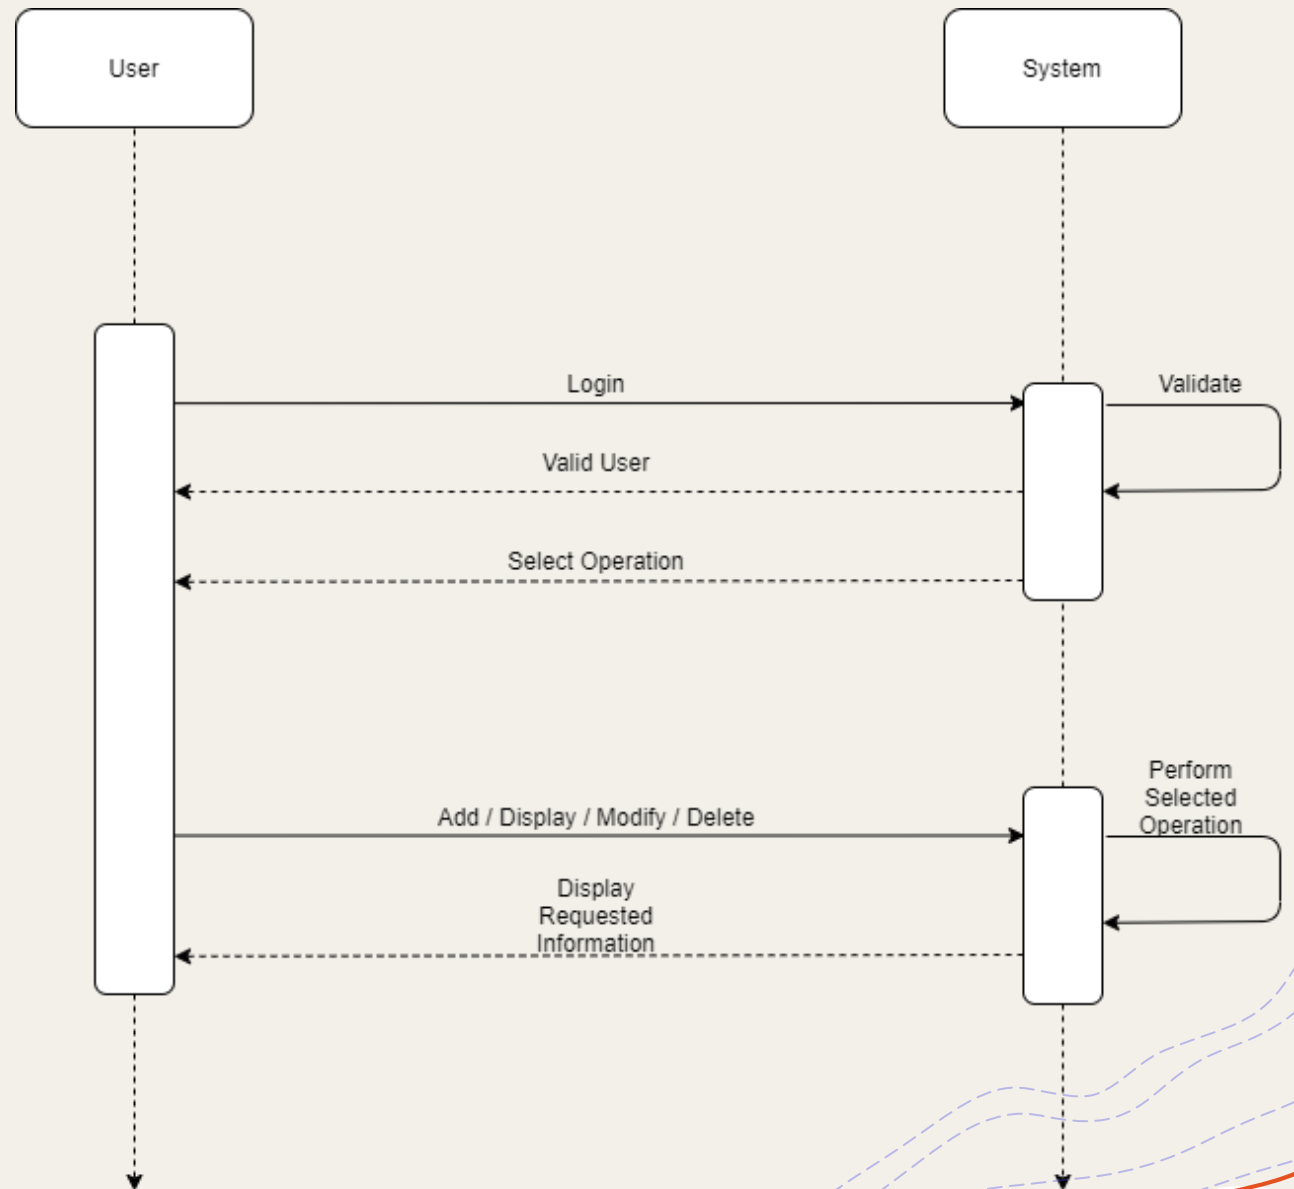 User
System
Login
Validate
Valid User
Select Operation
Perform
Selected
Operation
Add / Display / Modify / Delete
Display
Requested
Information